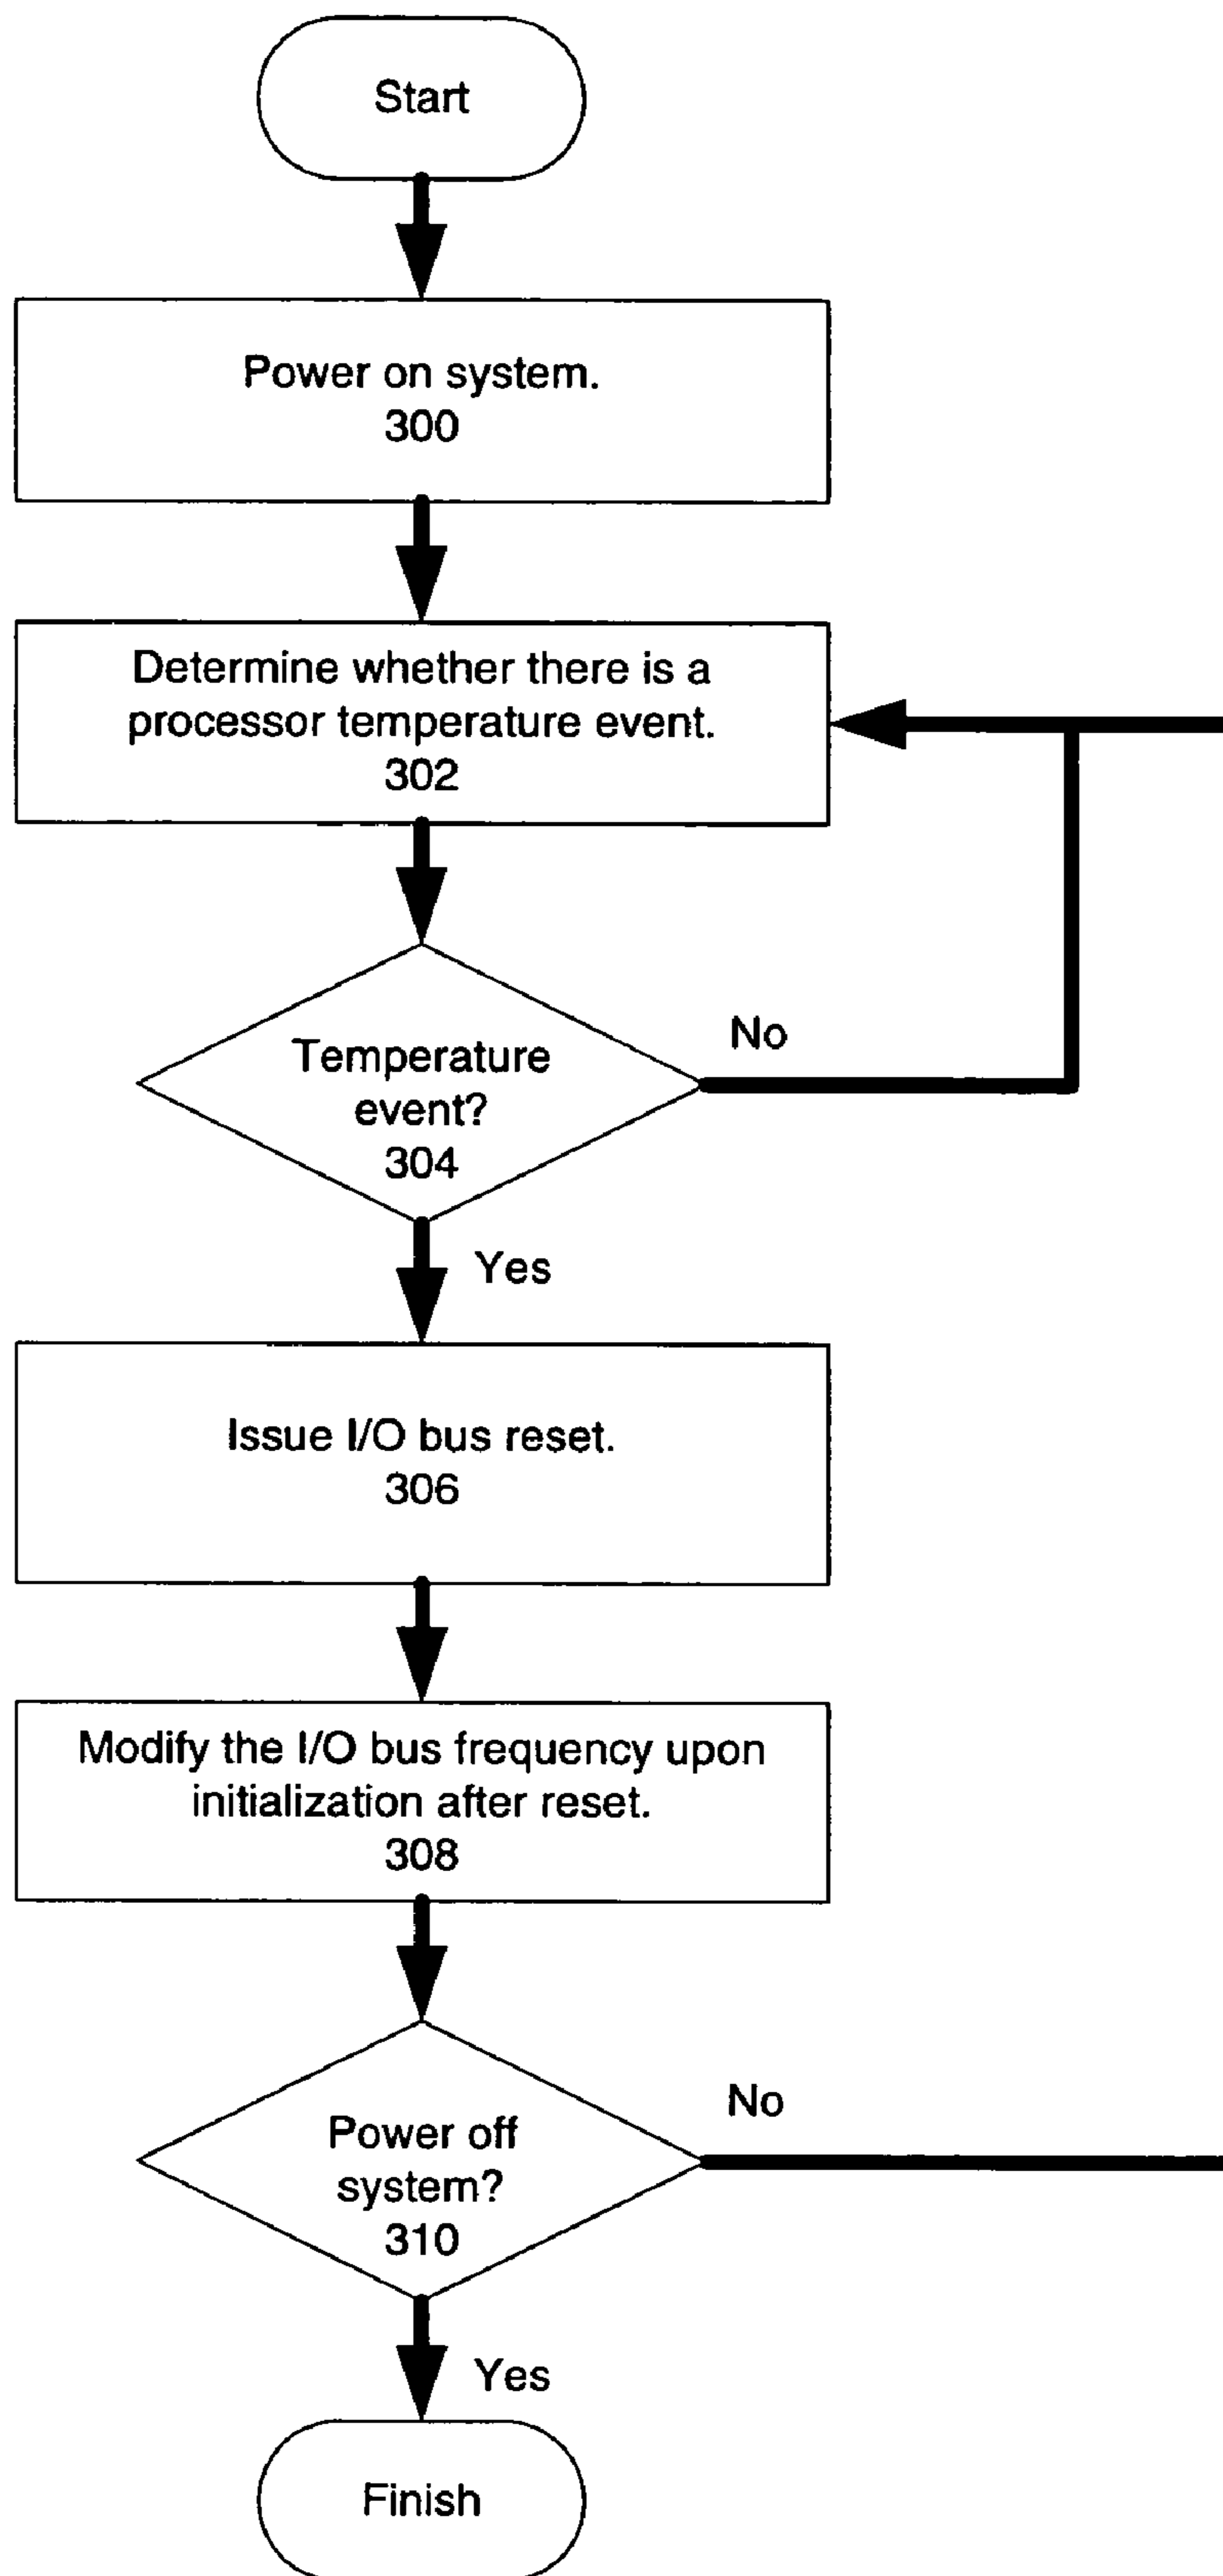 Start
Power on system.
300
Determine whether there is a
processor temperature event.
302
Temperature
event?
304
No
Yes
Issue I/O bus reset.
306
Modify the I/O bus frequency upon
initialization after reset.
308
Power off
system?
310
No
Yes
Finish